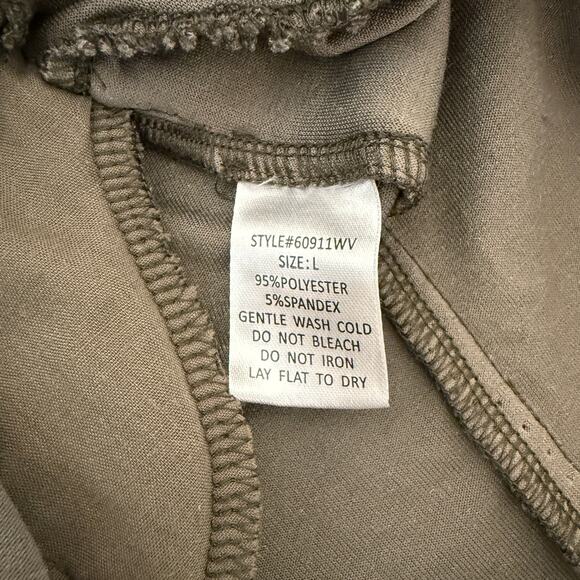 STYLE#60911WV
SIZE: L
95%POLYESTER
5%SPANDEX
GENTLE WASH COLD
DO NOT BLEACH
DO NOT IRON
LAY FLAT TO DRY